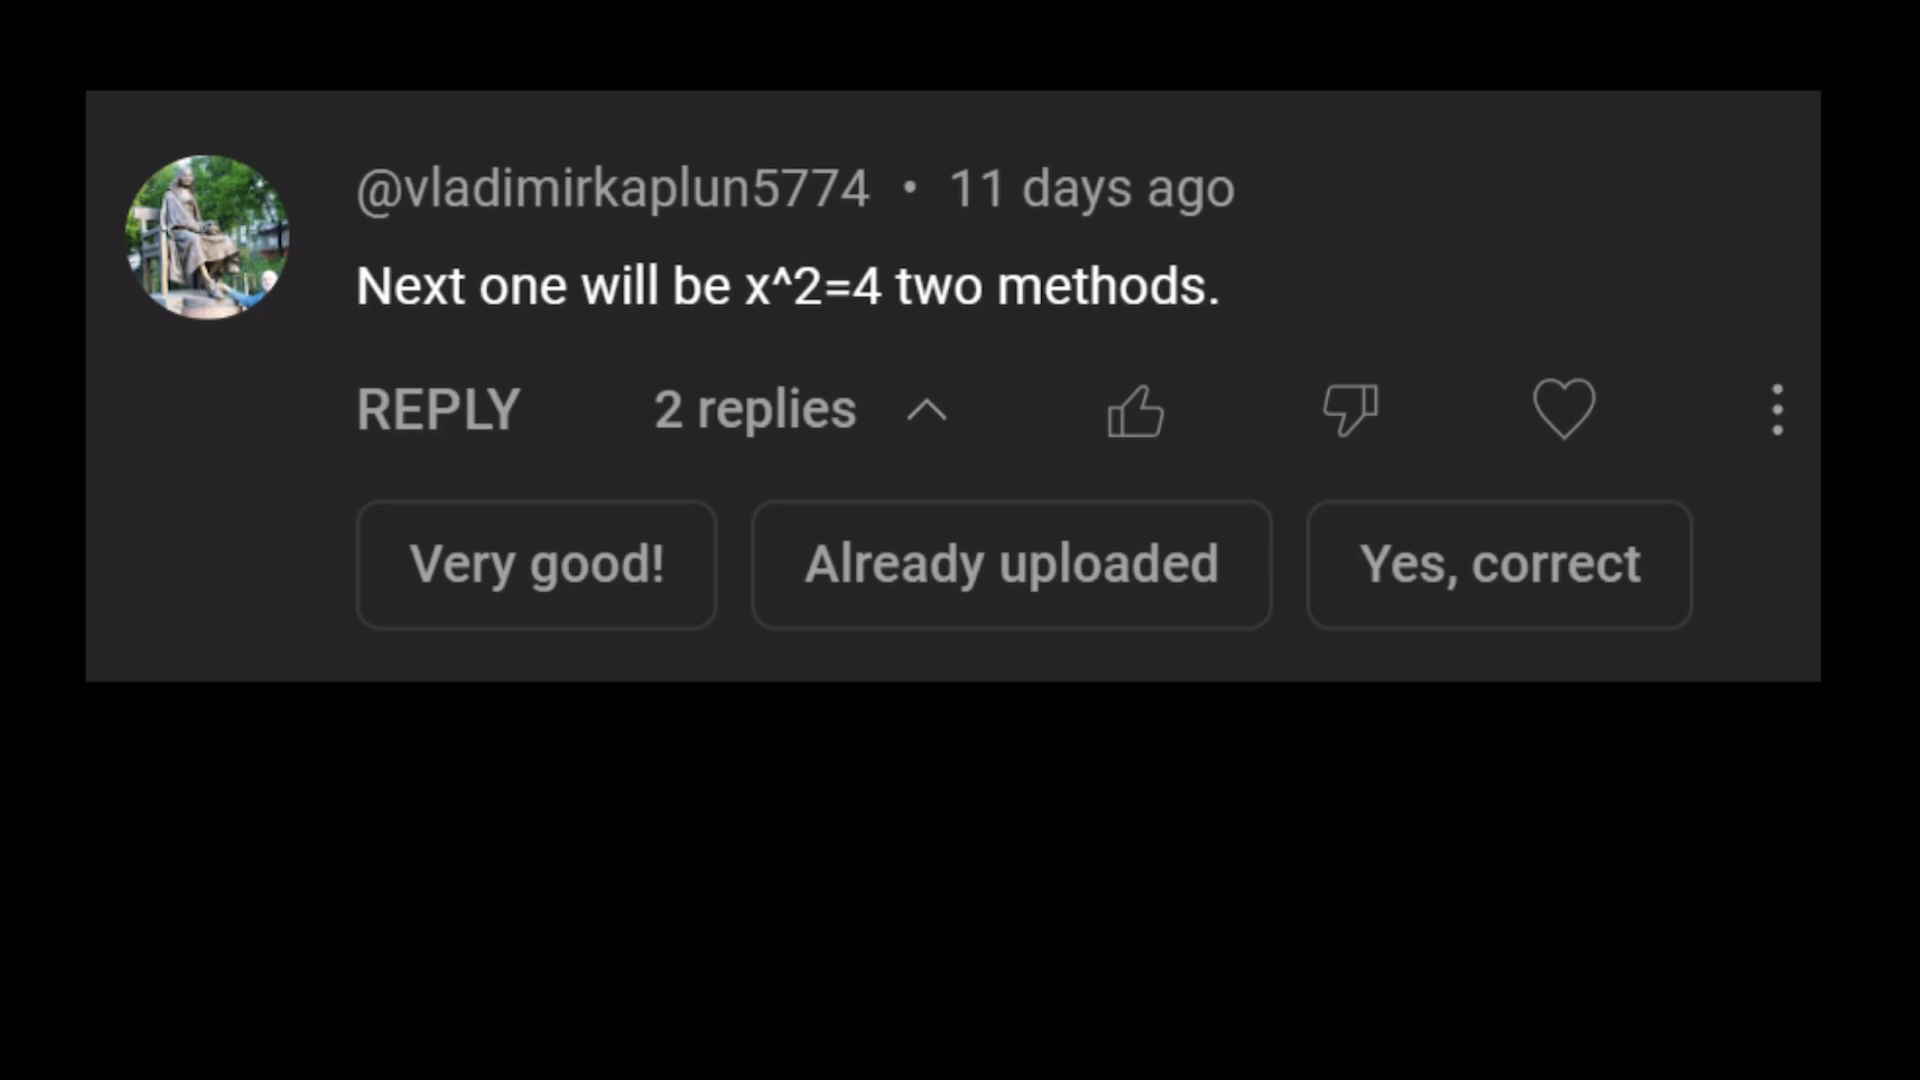 @vladimirkaplun5774 • 11 days ago
Next one will be x^2=4 two methods.
REPLY 2 replies
Very good! Already uploaded Yes, correct